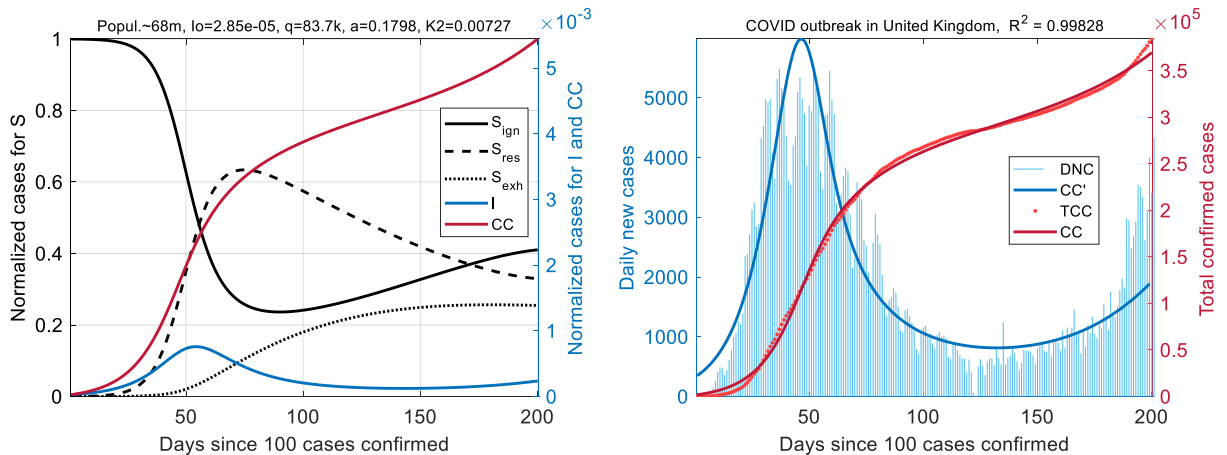 Popul.~68m, Io=2.85e-05, q=83.7k, a=0.1798, K2=0.00727
×10⁻³
Normalized cases for S
1
0.8
0.6
0.4
0.2
0
S_ign
S_res
S_exh
I
CC
5
4
3
2
1
0
Normalized cases for I and CC
50
100
150
200
Days since 100 cases confirmed
COVID outbreak in United Kingdom, R² = 0.99828
×10⁵
Daily new cases
5000
4000
3000
2000
1000
0
DNC
CC'
TCC
CC
3.5
3
2.5
2
1.5
1
0.5
0
Total confirmed cases
50
100
150
200
Days since 100 cases confirmed